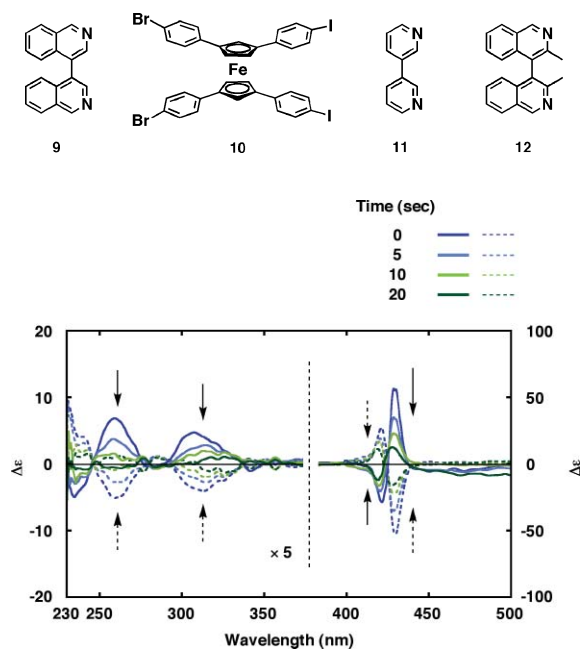 N
N
9
Br
I
Fe
Br
I
10
N
N
11
N
N
12
Time (sec)
0
5
10
20
20 100
10 50
Δε 0 0 Δε
-10 -50
× 5
-20 -100
230 250 300 350 400 450 500
Wavelength (nm)